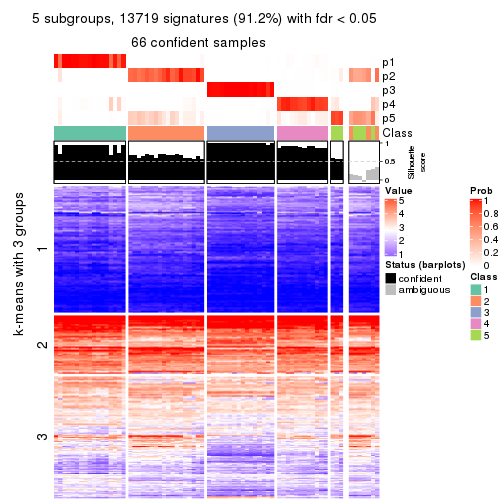 5 subgroups, 13719 signatures (91.2%) with fdr < 0.05
66 confident samples
p1
p2
p3
p4
p5
Class
1
0.5
0
Silhouette
score
k-means with 3 groups
1
2
3
Value
5
4
3
2
1
Status (barplots)
confident
ambiguous
Prob
1
0.8
0.6
0.4
0.2
0
Class
1
2
3
4
5